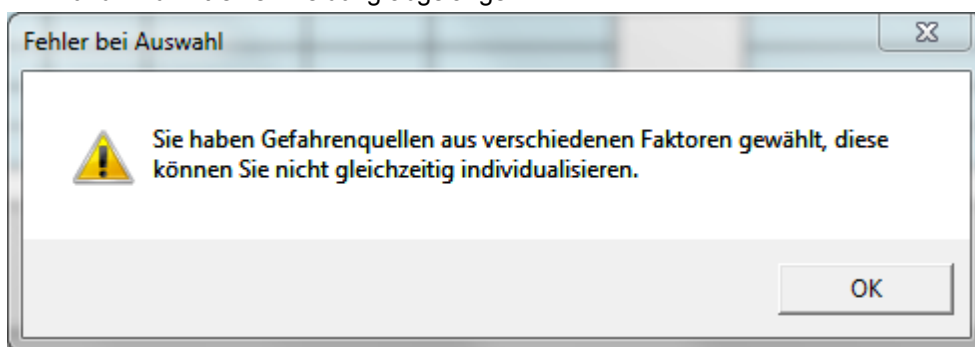 Fehler bei Auswahl
Sie haben Gefahrenquellen aus verschiedenen Faktoren gewählt, diese
können Sie nicht gleichzeitig individualisieren.
OK